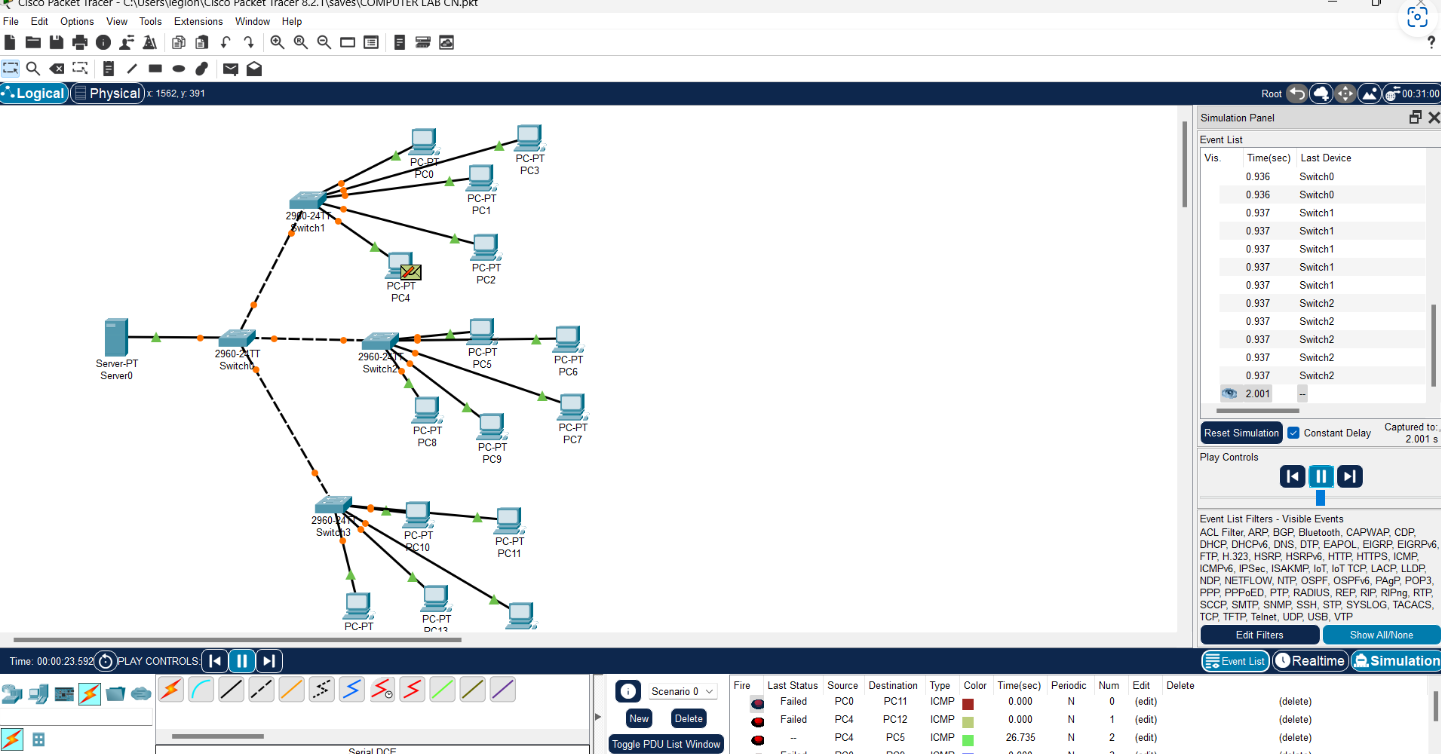 Cisco Packet Tracer - C:\Users\legion\Cisco Packet Tracer 8.2.1\saves\COMPUTER LAB CN.pkt
File Edit Options View Tools Extensions Window Help
?
Logical Physical x: 1562, y: 391 Root 00:31:00
Simulation Panel
Event List
Vis. Time(sec) Last Device
0.936 Switch0
0.936 Switch0
0.937 Switch1
0.937 Switch1
0.937 Switch1
0.937 Switch1
0.937 Switch1
0.937 Switch2
0.937 Switch2
0.937 Switch2
0.937 Switch2
0.937 Switch2
2.001 --
Reset Simulation Constant Delay Captured to:
2.001 s
Play Controls
Event List Filters - Visible Events
ACL Filter, ARP, BGP, Bluetooth, CAPWAP, CDP,
DHCP, DHCPv6, DNS, DTP, EAPOL, EIGRP, EIGRPv6,
FTP, H.323, HSRP, HSRPv6, HTTP, HTTPS, ICMP,
ICMPv6, IPSec, ISAKMP, IoT, IoT TCP, LACP, LLDP,
NDP, NETFLOW, NTP, OSPF, OSPFv6, PAgP, POP3,
PPP, PPPoED, PTP, RADIUS, REP, RIP, RIPng, RTP,
SCCP, SMTP, SNMP, SSH, STP, SYSLOG, TACACS,
TCP, TFTP, Telnet, UDP, USB, VTP
Edit Filters Show All/None
PC-PT
PC0
PC-PT
PC3
PC-PT
PC1
2960-24TT
Switch1
PC-PT
PC2
PC-PT
PC4
Server-PT
Server0
2960-24TT
Switch0
2960-24TT
Switch2
PC-PT
PC5
PC-PT
PC6
PC-PT
PC7
PC-PT
PC8
PC-PT
PC9
2960-24TT
Switch3
PC-PT
PC10
PC-PT
PC11
PC-PT
PC-PT
PC13
Time: 00:00:23.592 PLAY CONTROLS: Event List Realtime Simulation
Scenario 0
New Delete
Toggle PDU List Window
Serial DCE
Fire Last Status Source Destination Type Color Time(sec) Periodic Num Edit Delete
Failed PC0 PC11 ICMP 0.000 N 0 (edit) (delete)
Failed PC4 PC12 ICMP 0.000 N 1 (edit) (delete)
-- PC4 PC5 ICMP 26.735 N 2 (edit) (delete)